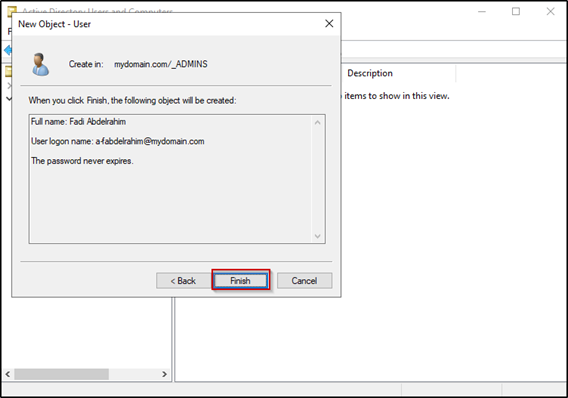 Active Directory Users and Computers
New Object - User
Create in: mydomain.com/_ADMINS
Description
items to show in this view.
When you click Finish, the following object will be created:
Full name: Fadi Abdelrahim
User logon name: a-fabdelrahim@mydomain.com
The password never expires.
< Back Finish Cancel